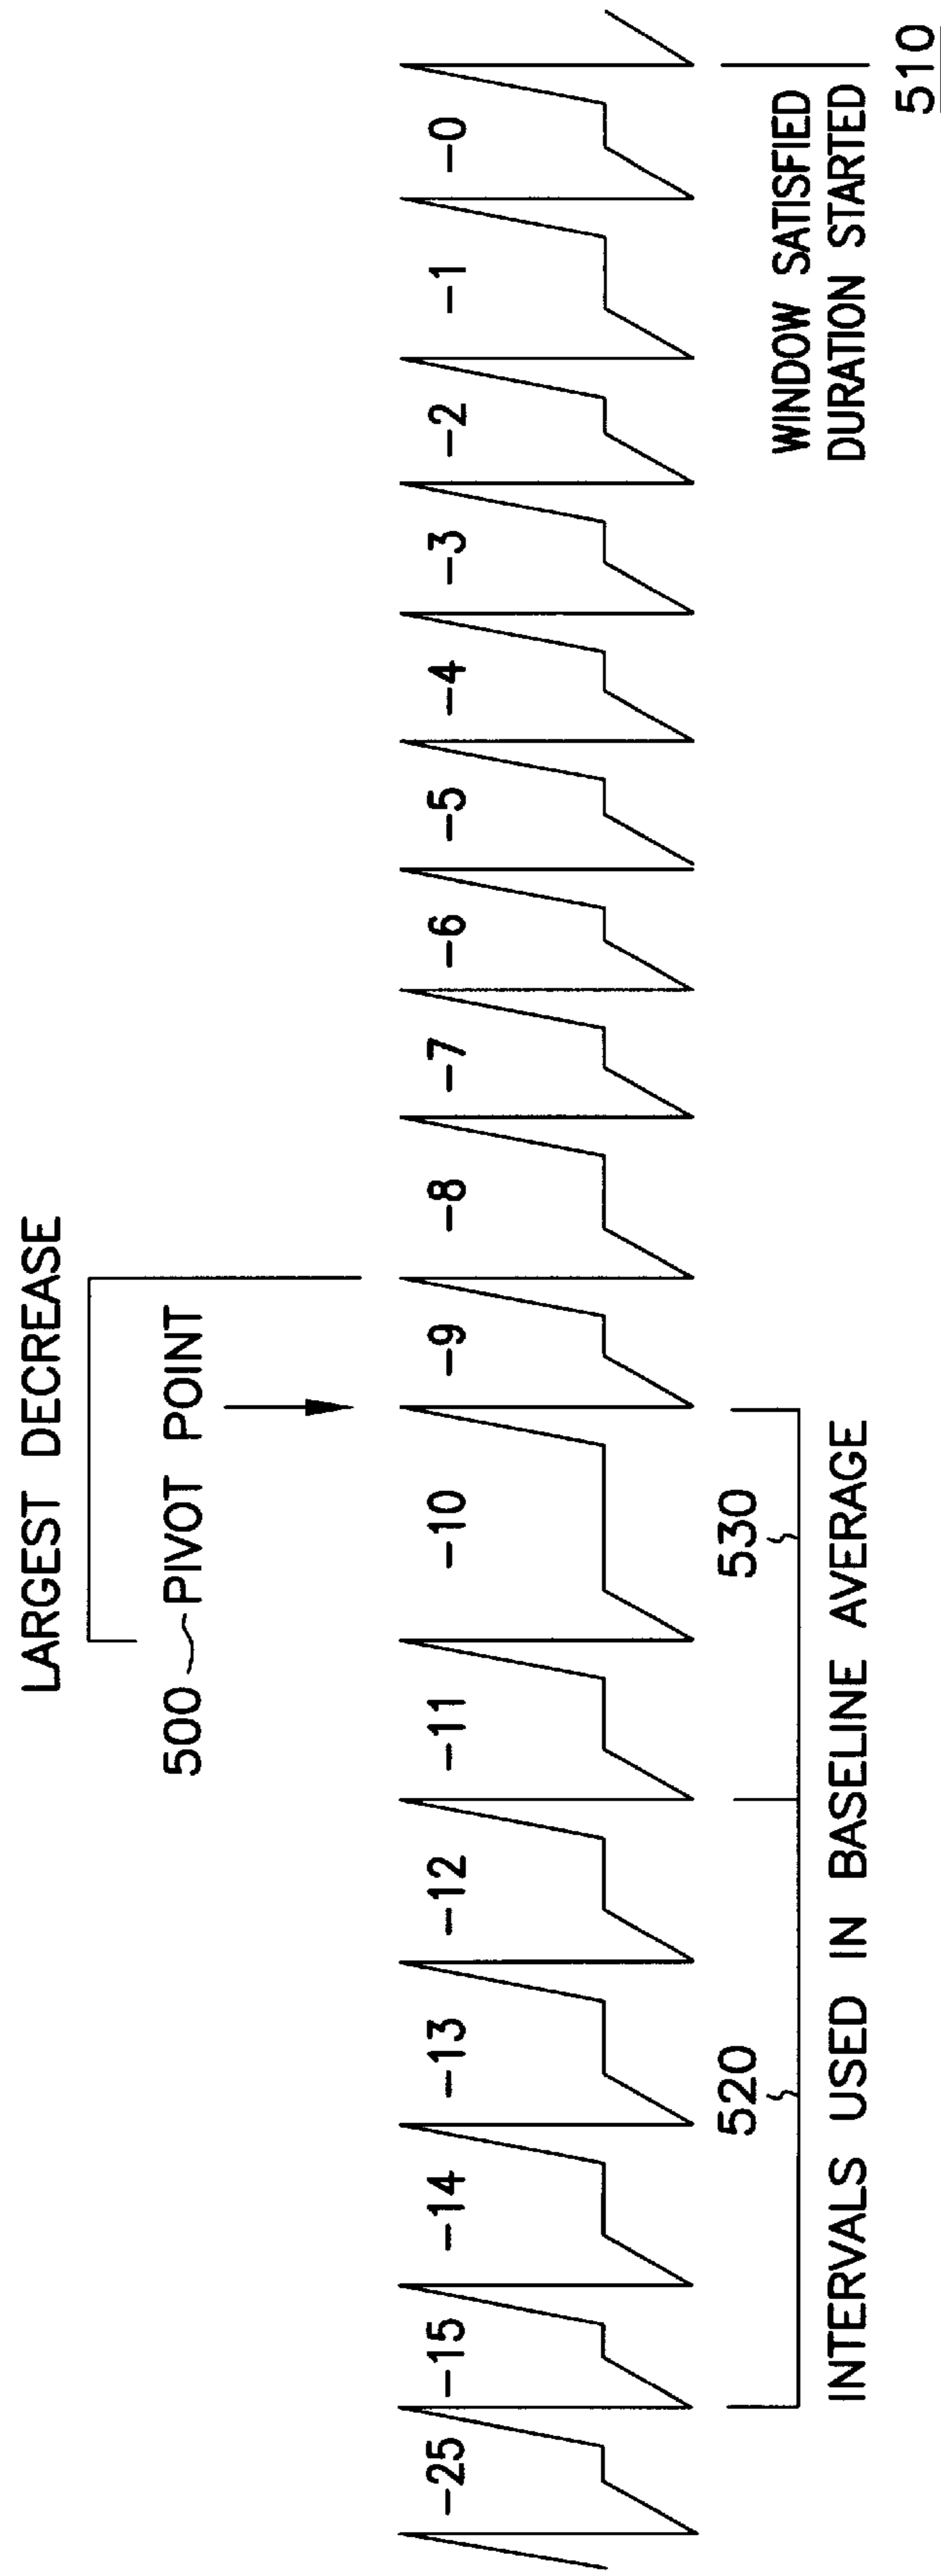 LARGEST DECREASE
500 PIVOT POINT
-25 -15 -14 -13 -12 -11 -10 -9 -8 -7 -6 -5 -4 -3 -2 -1 -0
520
530
INTERVALS USED IN BASELINE AVERAGE
WINDOW SATISFIED
DURATION STARTED
510